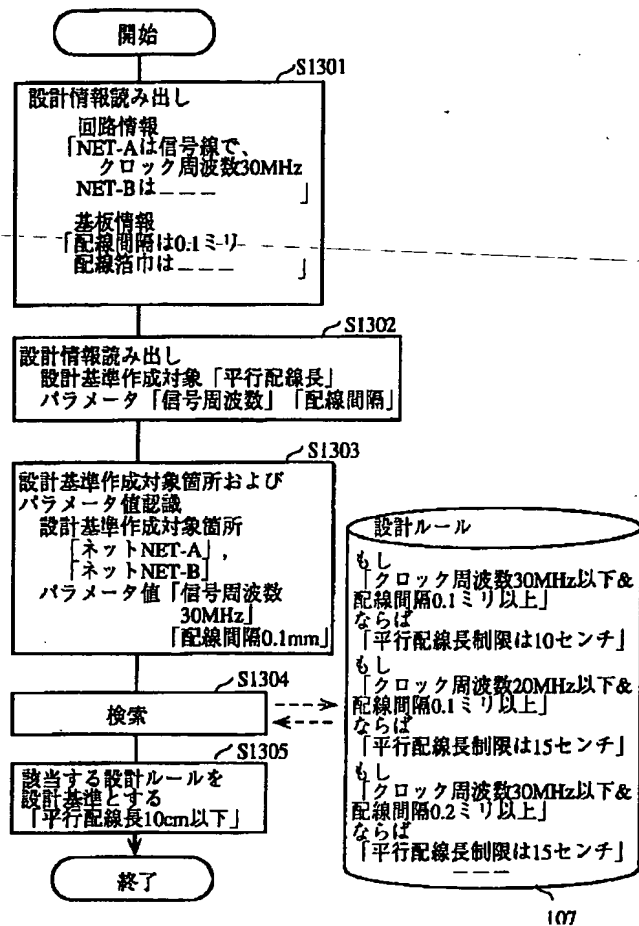 開始
S1301
設計情報読み出し
回路情報
「NET-Aは信号線で、
クロック周波数30MHz
NET-Bは＿＿＿ 」
基板情報
「配線間隔は0.1ミリ
配線箔巾は＿＿＿ 」
S1302
設計情報読み出し
設計基準作成対象「平行配線長」
パラメータ「信号周波数」「配線間隔」
S1303
設計基準作成対象箇所および
パラメータ値認識
設計基準作成対象箇所
「ネットNET-A」,
「ネットNET-B」
パラメータ値「信号周波数
30MHz」
「配線間隔0.1mm」
S1304
検索
S1305
該当する設計ルールを
設計基準とする
「平行配線長10cm以下」
終了
設計ルール
もし
「クロック周波数30MHz以下&
配線間隔0.1ミリ以上」
ならば
「平行配線長制限は10センチ」
もし
「クロック周波数20MHz以下&
配線間隔0.1ミリ以上」
ならば
「平行配線長制限は15センチ」
もし
「クロック周波数30MHz以下&
配線間隔0.2ミリ以上」
ならば
「平行配線長制限は15センチ」
＿＿＿
107